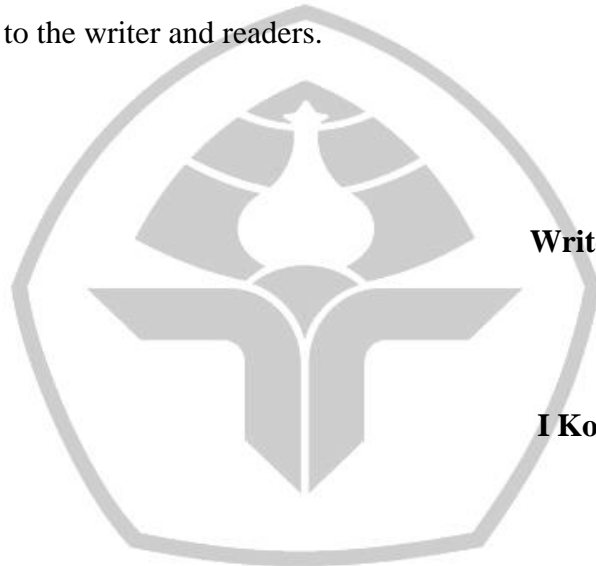 to the writer and readers.
Writ
I Ko